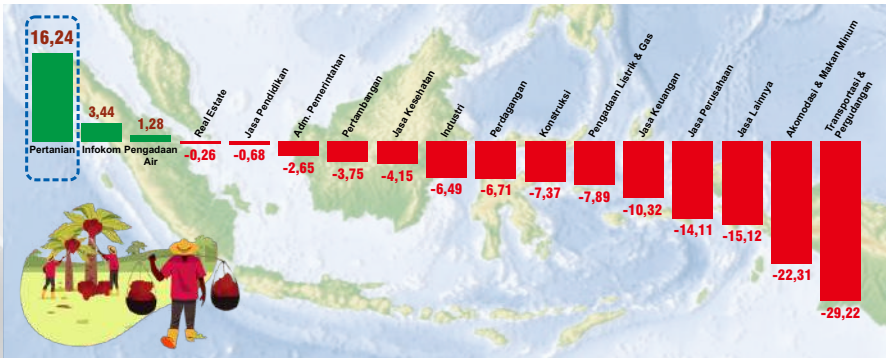 16,24
Pertanian
3,44
Infokom
1,28
Pengadaan
Air
Real Estate
-0,26
Jasa Pendidikan
-0,68
Adm. Pemerintahan
-2,65
Pertambangan
-3,75
Jasa Kesehatan
-4,15
Industri
-6,49
Perdagangan
-6,71
Konstruksi
-7,37
Pengadaan Listrik & Gas
-7,89
Jasa Keuangan
-10,32
Jasa Perusahaan
-14,11
Jasa Lainnya
-15,12
Akomodasi & Makan Minum
-22,31
Transportasi &
Pergudangan
-29,22